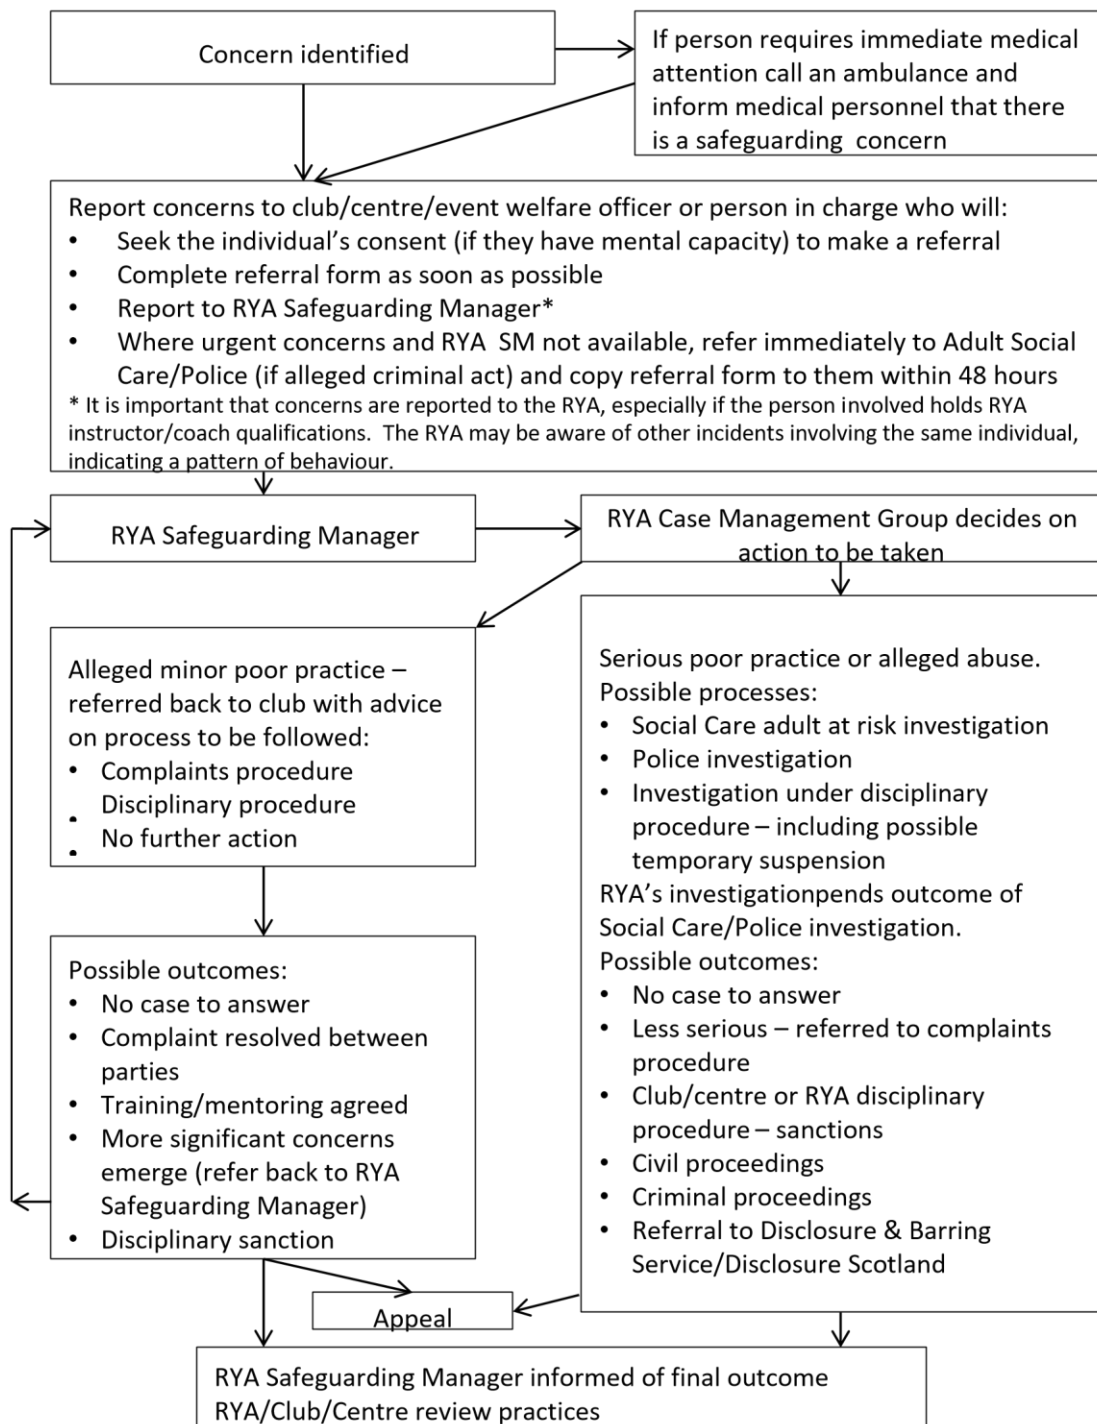 Concern identified
If person requires immediate medical
attention call an ambulance and
inform medical personnel that there
is a safeguarding concern
Report concerns to club/centre/event welfare officer or person in charge who will:
• Seek the individual’s consent (if they have mental capacity) to make a referral
• Complete referral form as soon as possible
• Report to RYA Safeguarding Manager*
• Where urgent concerns and RYA SM not available, refer immediately to Adult Social
Care/Police (if alleged criminal act) and copy referral form to them within 48 hours
* It is important that concerns are reported to the RYA, especially if the person involved holds RYA
instructor/coach qualifications. The RYA may be aware of other incidents involving the same individual,
indicating a pattern of behaviour.
RYA Safeguarding Manager
RYA Case Management Group decides on
action to be taken
Alleged minor poor practice –
referred back to club with advice
on process to be followed:
• Complaints procedure
• Disciplinary procedure
• No further action
Serious poor practice or alleged abuse.
Possible processes:
• Social Care adult at risk investigation
• Police investigation
• Investigation under disciplinary
procedure – including possible
temporary suspension
RYA’s investigationpends outcome of
Social Care/Police investigation.
Possible outcomes:
• No case to answer
• Less serious – referred to complaints
procedure
• Club/centre or RYA disciplinary
procedure – sanctions
• Civil proceedings
• Criminal proceedings
• Referral to Disclosure & Barring
Service/Disclosure Scotland
Possible outcomes:
• No case to answer
• Complaint resolved between
parties
• Training/mentoring agreed
• More significant concerns
emerge (refer back to RYA
Safeguarding Manager)
• Disciplinary sanction
Appeal
RYA Safeguarding Manager informed of final outcome
RYA/Club/Centre review practices